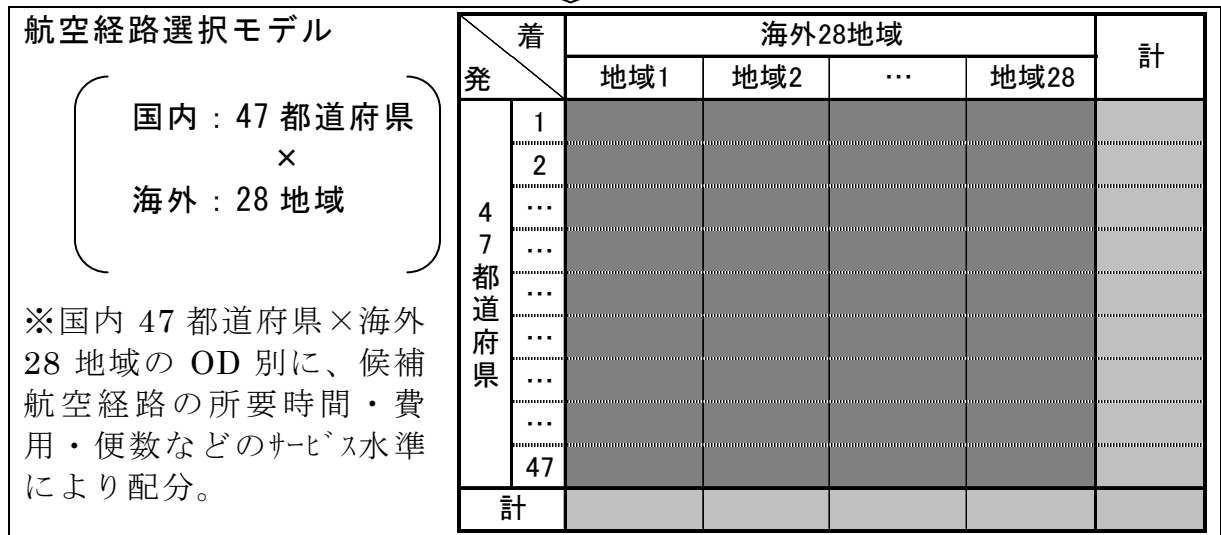 航空経路選択モデル
国内：47 都道府県
×
海外：28 地域
※国内 47 都道府県×海外
28 地域の OD 別に、候補
航空経路の所要時間・費
用・便数などのｻｰﾋﾞｽ水準
により配分。
着
発
海外28地域
計
地域1 地域2 … 地域28
47都道府県
1
2
…
…
…
…
…
…
47
計